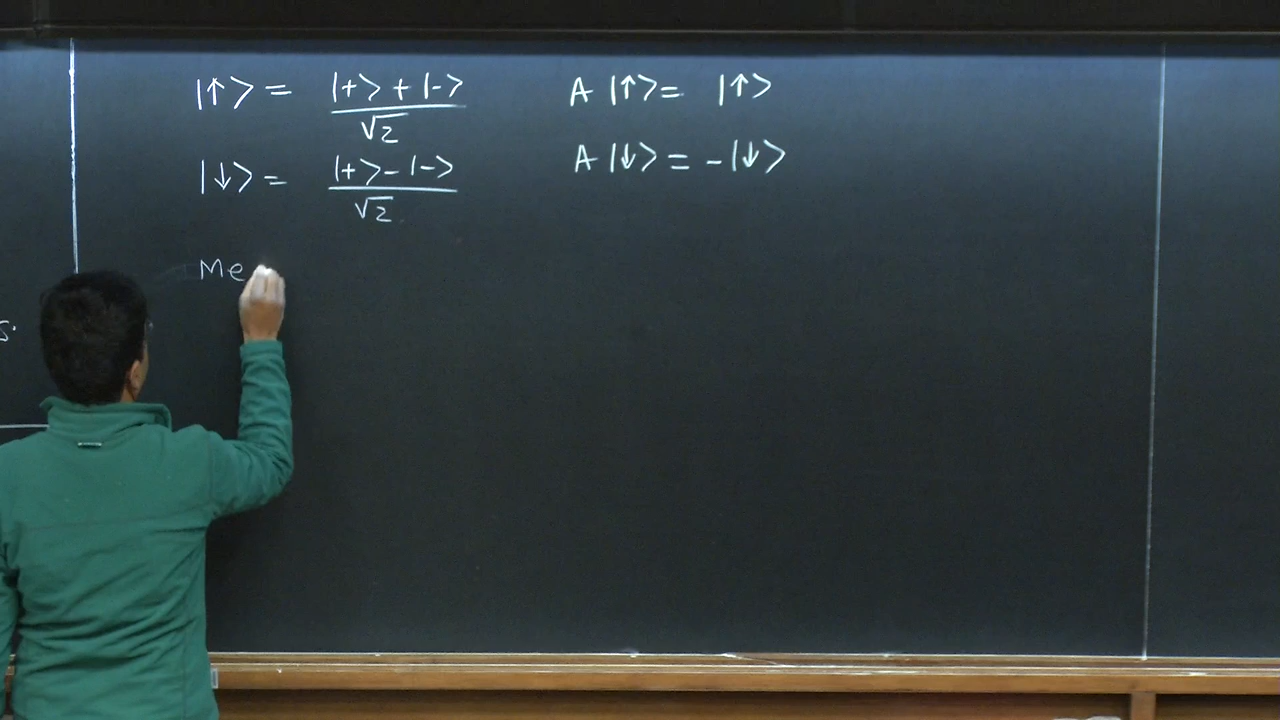 |↑> = (|+> + |->)/√2 A |↑> = |↑>
|↓> = (|+> - |->)/√2 A |↓> = -|↓>
Me
s.